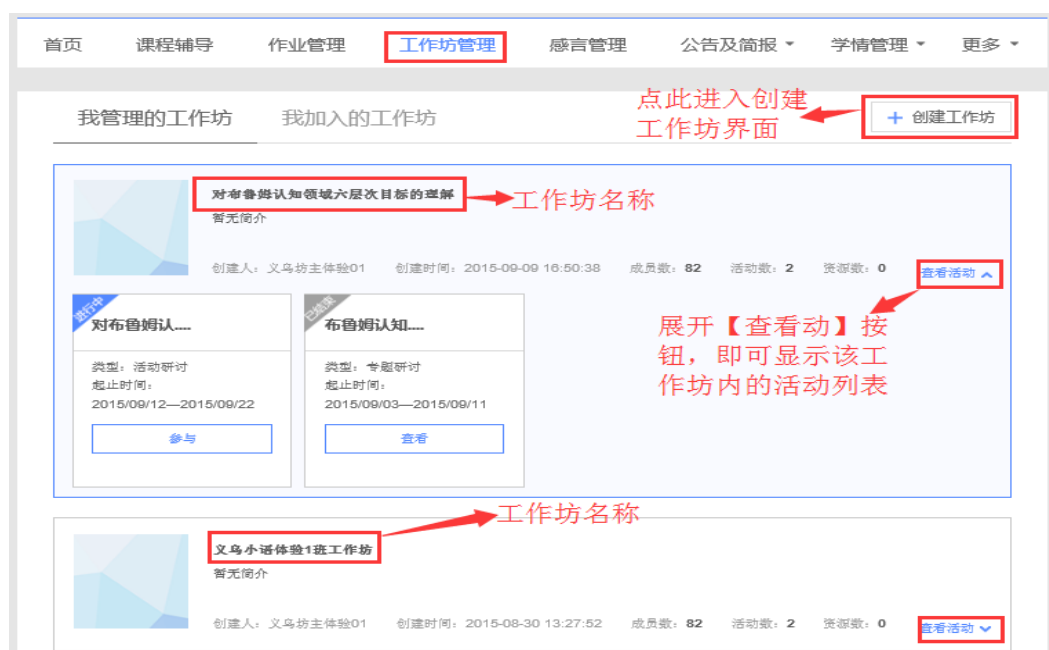 首页 课程辅导 作业管理 工作坊管理 感言管理 公告及简报 学情管理 更多
我管理的工作坊 我加入的工作坊
点此进入创建
工作坊界面
+ 创建工作坊
对布鲁姆认知领域六层次目标的理解
工作坊名称
暂无简介
创建人：义乌坊主体验01 创建时间：2015-09-09 16:50:38 成员数：82 活动数：2 资源数：0 查看活动
进行中
对布鲁姆认....
类型：活动研讨
起止时间：
2015/09/12—2015/09/22
参与
已结束
布鲁姆认知....
类型：专题研讨
起止时间：
2015/09/03—2015/09/11
查看
展开【查看动】按
钮，即可显示该工
作坊内的活动列表
工作坊名称
义乌小语体验1班工作坊
暂无简介
创建人：义乌坊主体验01 创建时间：2015-08-30 13:27:52 成员数：82 活动数：2 资源数：0 查看活动